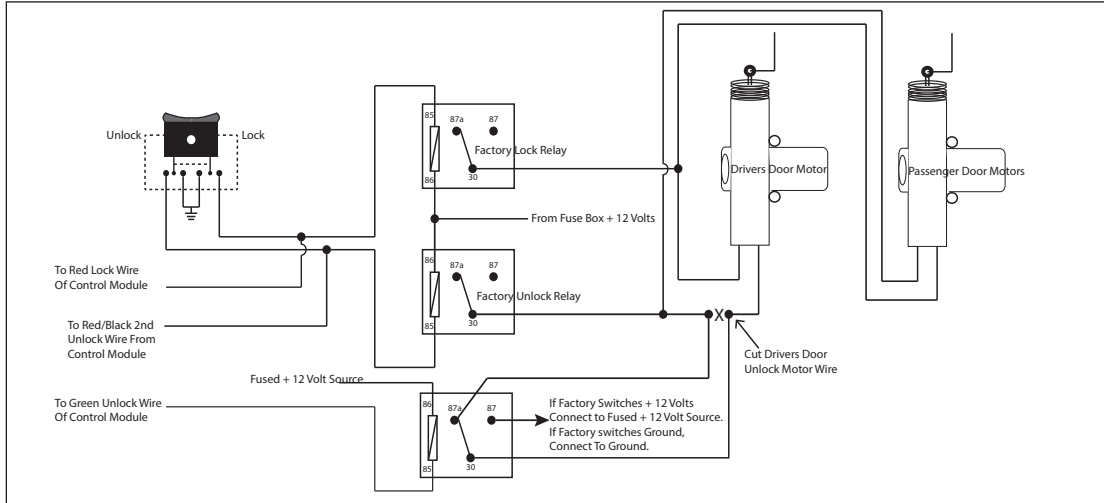 Unlock
Lock
85
87a
87
Factory Lock Relay
86
30
Drivers Door Motor
Passenger Door Motors
From Fuse Box + 12 Volts
86
87a
87
Factory Unlock Relay
85
30
To Red Lock Wire
Of Control Module
To Red/Black 2nd
Unlock Wire From
Control Module
X
Cut Drivers Door
Unlock Motor Wire
Fused + 12 Volt Source
To Green Unlock Wire
Of Control Module
86
87a
87
85
30
If Factory Switches + 12 Volts
Connect to Fused + 12 Volt Source.
If Factory switches Ground,
Connect To Ground.